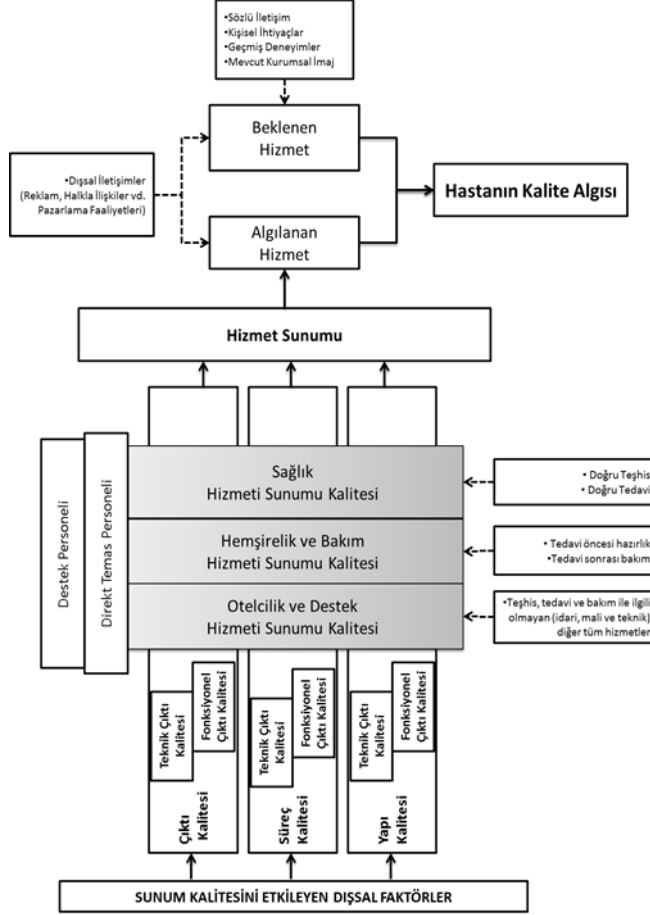 •Sözlü İletişim
•Kişisel İhtiyaçlar
•Geçmiş Deneyimler
•Mevcut Kurumsal İmaj
Beklenen
Hizmet
•Dışsal İletişimler
(Reklam, Halkla İlişkiler vd.
Pazarlama Faaliyetleri)
Hastanın Kalite Algısı
Algılanan
Hizmet
Hizmet Sunumu
Destek Personeli
Direkt Temas Personeli
Sağlık
Hizmeti Sunumu Kalitesi
• Doğru Teşhis
• Doğru Tedavi
Hemşirelik ve Bakım
Hizmeti Sunumu Kalitesi
• Tedavi öncesi hazırlık
•Tedavi sonrası bakım
Otelcilik ve Destek
Hizmeti Sunumu Kalitesi
•Teşhis, tedavi ve bakım ile ilgili
olmayan (idari, mali ve teknik)
diğer tüm hizmetler
Teknik Çıktı
Kalitesi
Fonksiyonel
Çıktı Kalitesi
Teknik Çıktı
Kalitesi
Fonksiyonel
Çıktı Kalitesi
Teknik Çıktı
Kalitesi
Fonksiyonel
Çıktı Kalitesi
Çıktı
Kalitesi
Süreç
Kalitesi
Yapı
Kalitesi
SUNUM KALİTESİNİ ETKİLEYEN DIŞSAL FAKTÖRLER